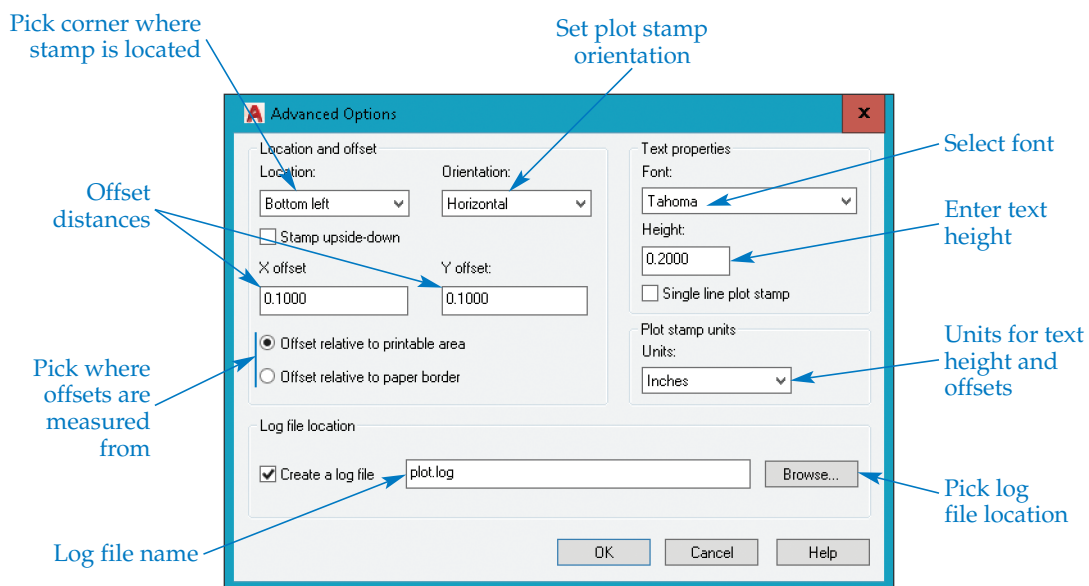 Pick corner where
stamp is located
Set plot stamp
orientation
Advanced Options
x
Location and offset
Location:
Orientation:
Bottom left
Horizontal
Stamp upside-down
X offset
Y offset:
0.1000
0.1000
Offset relative to printable area
Offset relative to paper border
Text properties
Font:
Tahoma
Height:
0.2000
Single line plot stamp
Plot stamp units
Units:
Inches
Log file location
Create a log file
plot.log
Browse...
OK
Cancel
Help
Offset
distances
Pick where
offsets are
measured
from
Log file name
Select font
Enter text
height
Units for text
height and
offsets
Pick log
file location